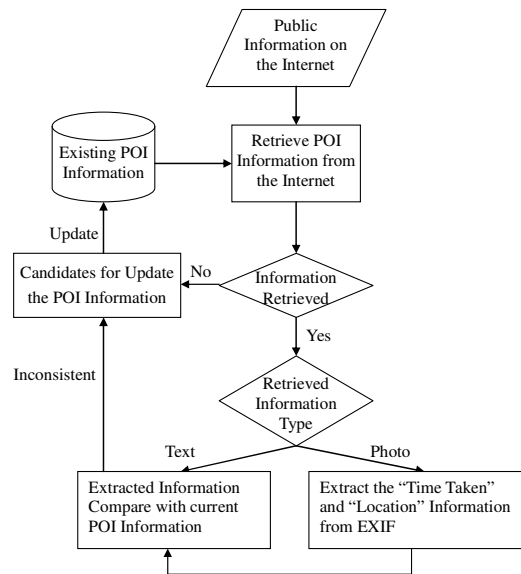 Public
Information on
the Internet
Existing POI
Information
Retrieve POI
Information from
the Internet
Update
Candidates for Update
the POI Information
No
Information
Retrieved
Yes
Inconsistent
Retrieved
Information
Type
Text
Photo
Extracted Information
Compare with current
POI Information
Extract the “Time Taken”
and “Location” Information
from EXIF